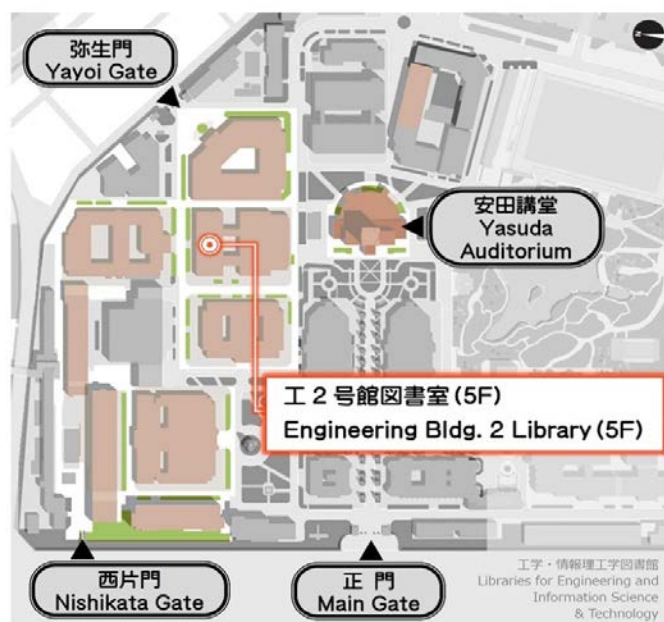 弥生門
Yayoi Gate
安田講堂
Yasuda
Auditorium
工2号館図書室(5F)
Engineering Bldg. 2 Library (5F)
西片門
Nishikata Gate
正 門
Main Gate
工学・情報理工学図書館
Libraries for Engineering and
Information Science
& Technology